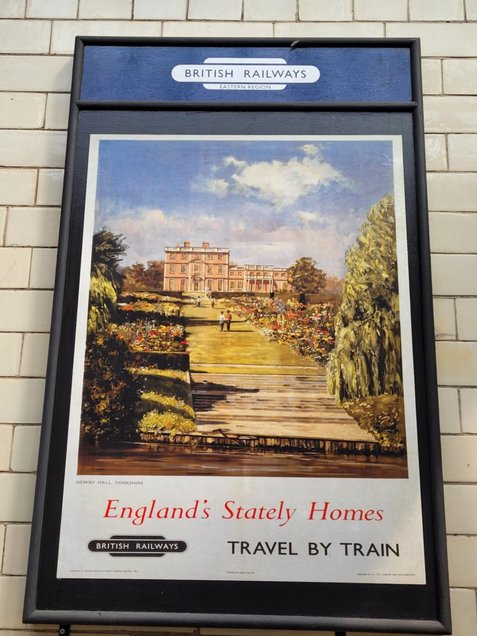 BRITISH RAILWAYS
EASTERN REGION
NEWBY HALL, YORKSHIRE
England's Stately Homes
BRITISH RAILWAYS
TRAVEL BY TRAIN